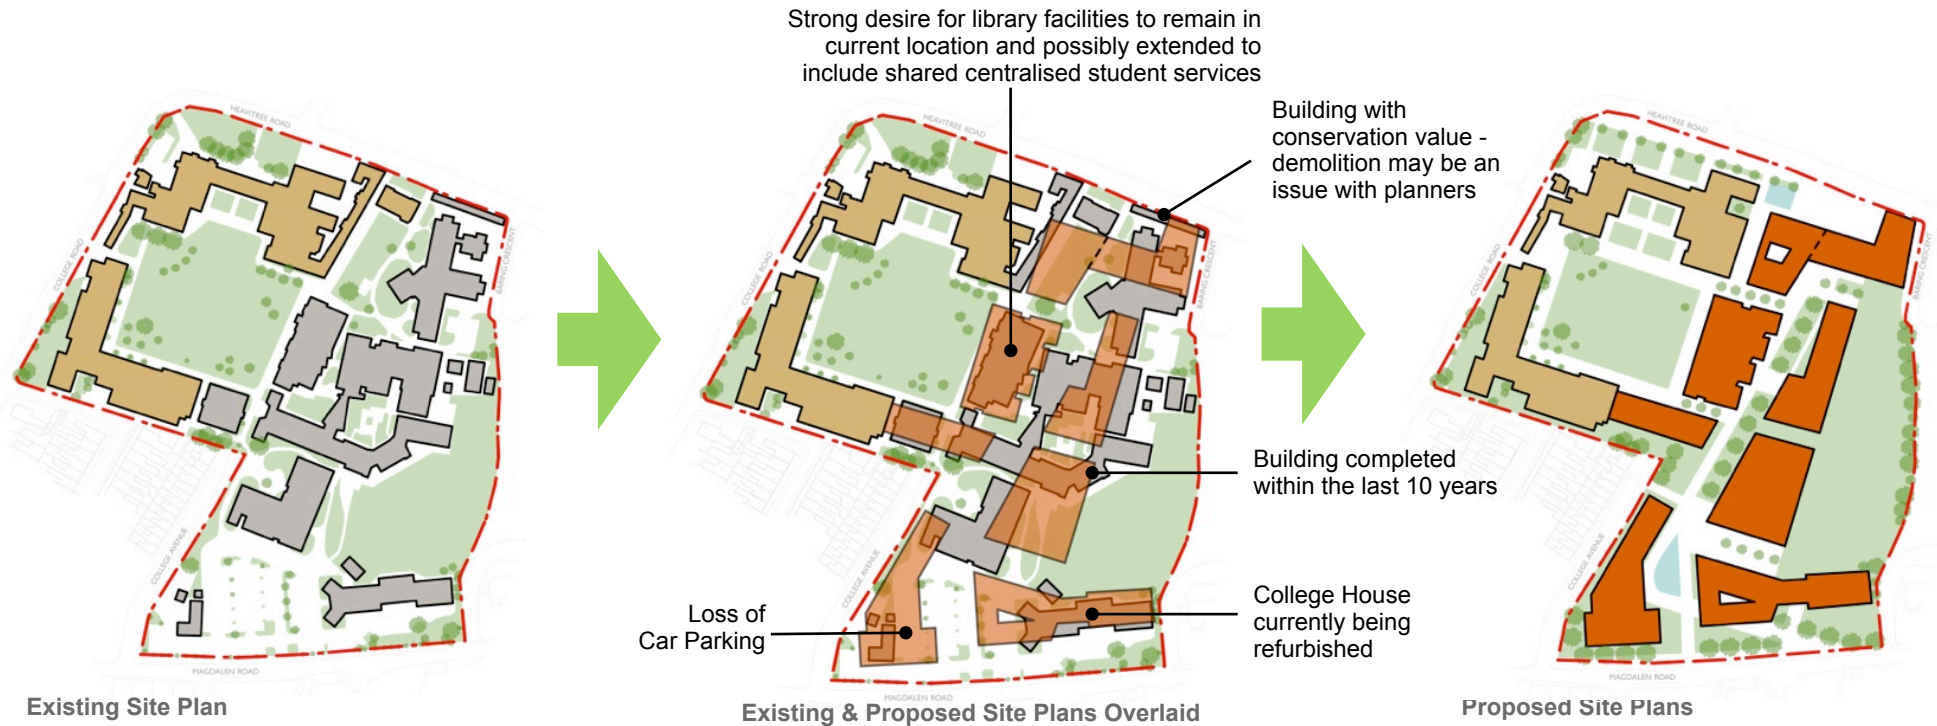 Strong desire for library facilities to remain in
current location and possibly extended to
include shared centralised student services
Building with
conservation value -
demolition may be an
issue with planners
HEAVITREE ROAD
COLLEGE ROAD
BARING CRESCENT
COLLEGE AVENUE
MAGDALEN ROAD
Existing Site Plan
HEAVITREE ROAD
COLLEGE ROAD
BARING CRESCENT
Building completed
within the last 10 years
COLLEGE AVENUE
Loss of
Car Parking
College House
currently being
refurbished
MAGDALEN ROAD
Existing & Proposed Site Plans Overlaid
HEAVITREE ROAD
COLLEGE ROAD
BARING CRESCENT
COLLEGE AVENUE
MAGDALEN ROAD
Proposed Site Plans